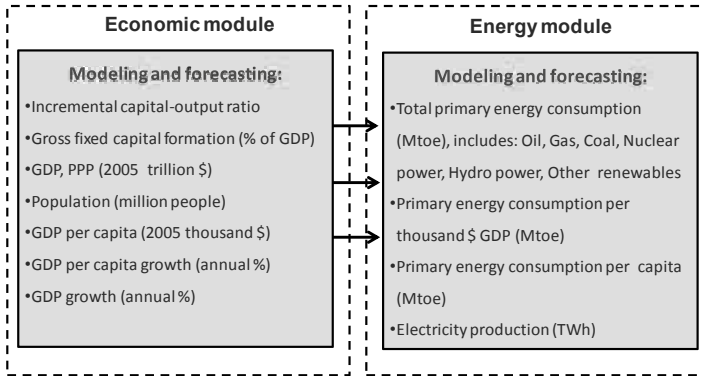 Economic module
Modeling and forecasting:
•Incremental capital-output ratio
•Gross fixed capital formation (% of GDP)
•GDP, PPP (2005 trillion $)
•Population (million people)
•GDP per capita (2005 thousand $)
•GDP per capita growth (annual %)
•GDP growth (annual %)
Energy module
Modeling and forecasting:
•Total primary energy consumption
(Mtoe), includes: Oil, Gas, Coal, Nuclear
power, Hydro power, Other renewables
•Primary energy consumption per
thousand $ GDP (Mtoe)
•Primary energy consumption per capita
(Mtoe)
•Electricity production (TWh)